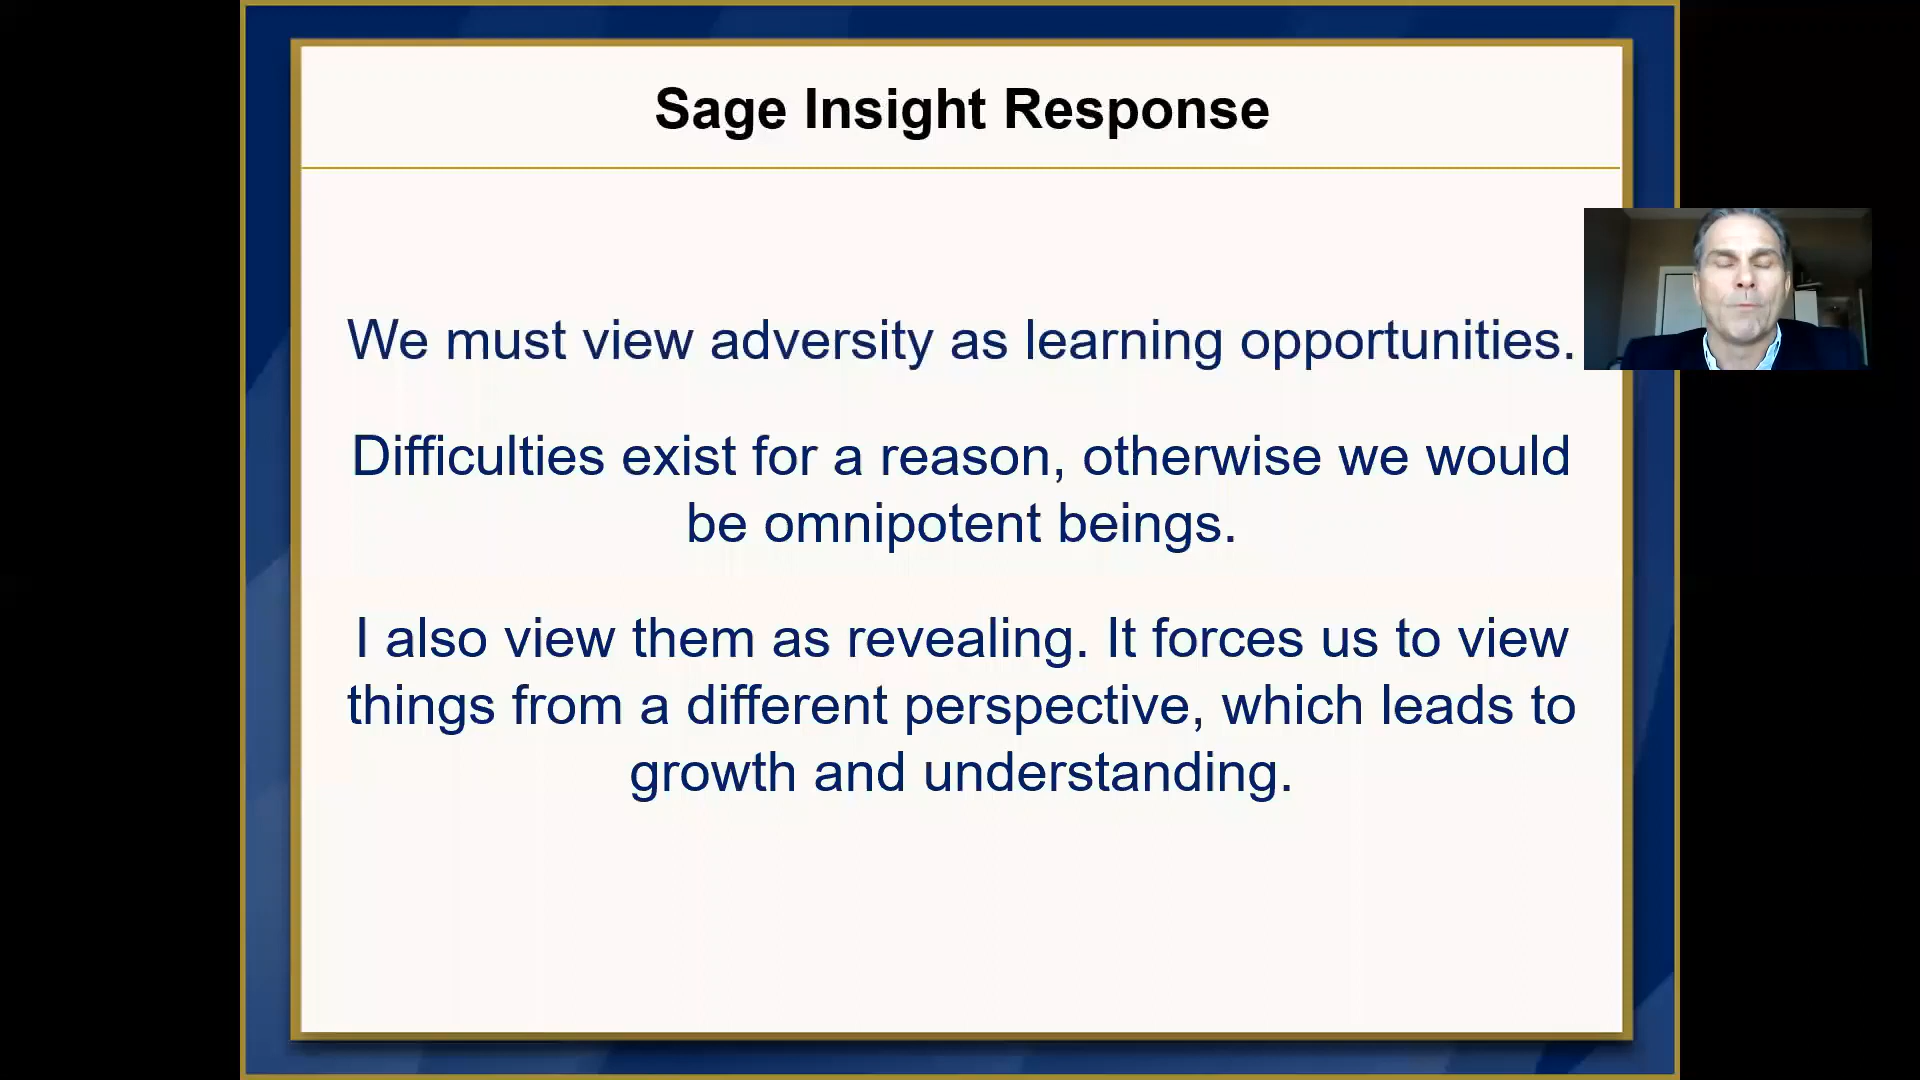 Sage Insight Response
We must view adversity as learning opportunities.
Difficulties exist for a reason, otherwise we would
be omnipotent beings.
I also view them as revealing. It forces us to view
things from a different perspective, which leads to
growth and understanding.